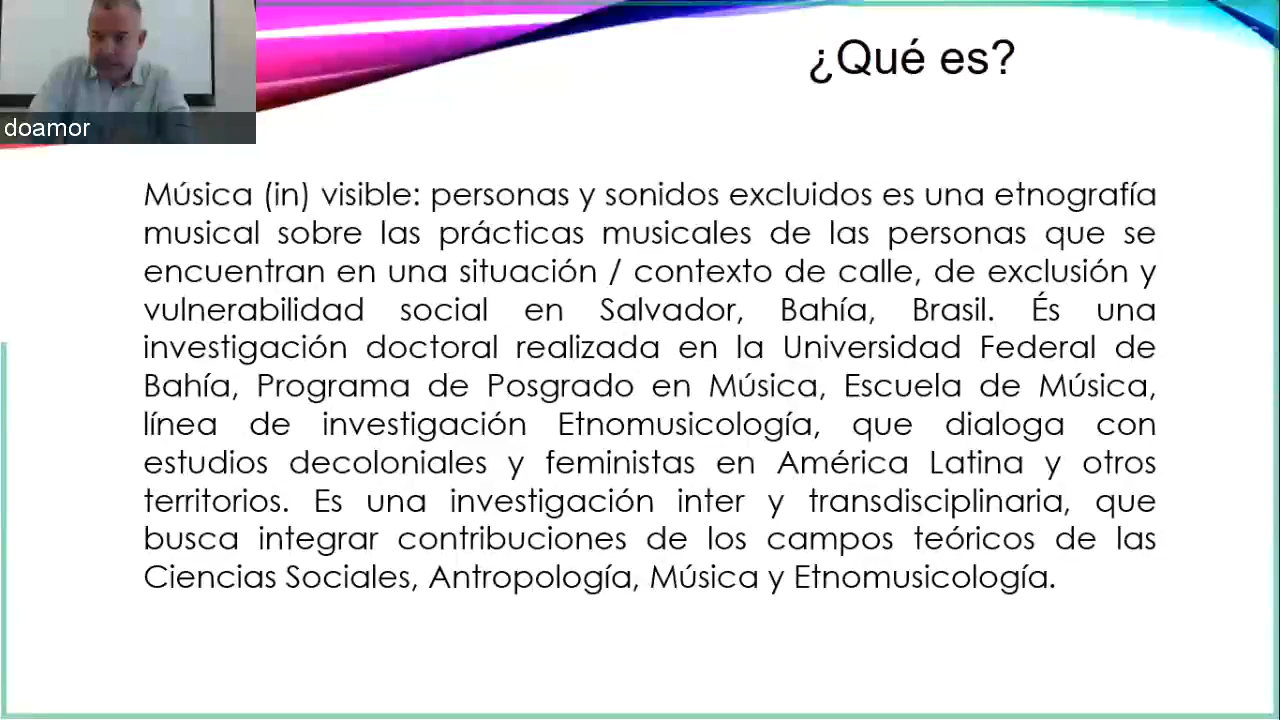 ¿Qué es?
doamor
Música (in) visible: personas y sonidos excluidos es una etnografía
musical sobre las prácticas musicales de las personas que se
encuentran en una situación / contexto de calle, de exclusión y
vulnerabilidad social en Salvador, Bahía, Brasil. És una
investigación doctoral realizada en la Universidad Federal de
Bahía, Programa de Posgrado en Música, Escuela de Música,
línea de investigación Etnomusicología, que dialoga con
estudios decoloniales y feministas en América Latina y otros
territorios. Es una investigación inter y transdisciplinaria, que
busca integrar contribuciones de los campos teóricos de las
Ciencias Sociales, Antropología, Música y Etnomusicología.